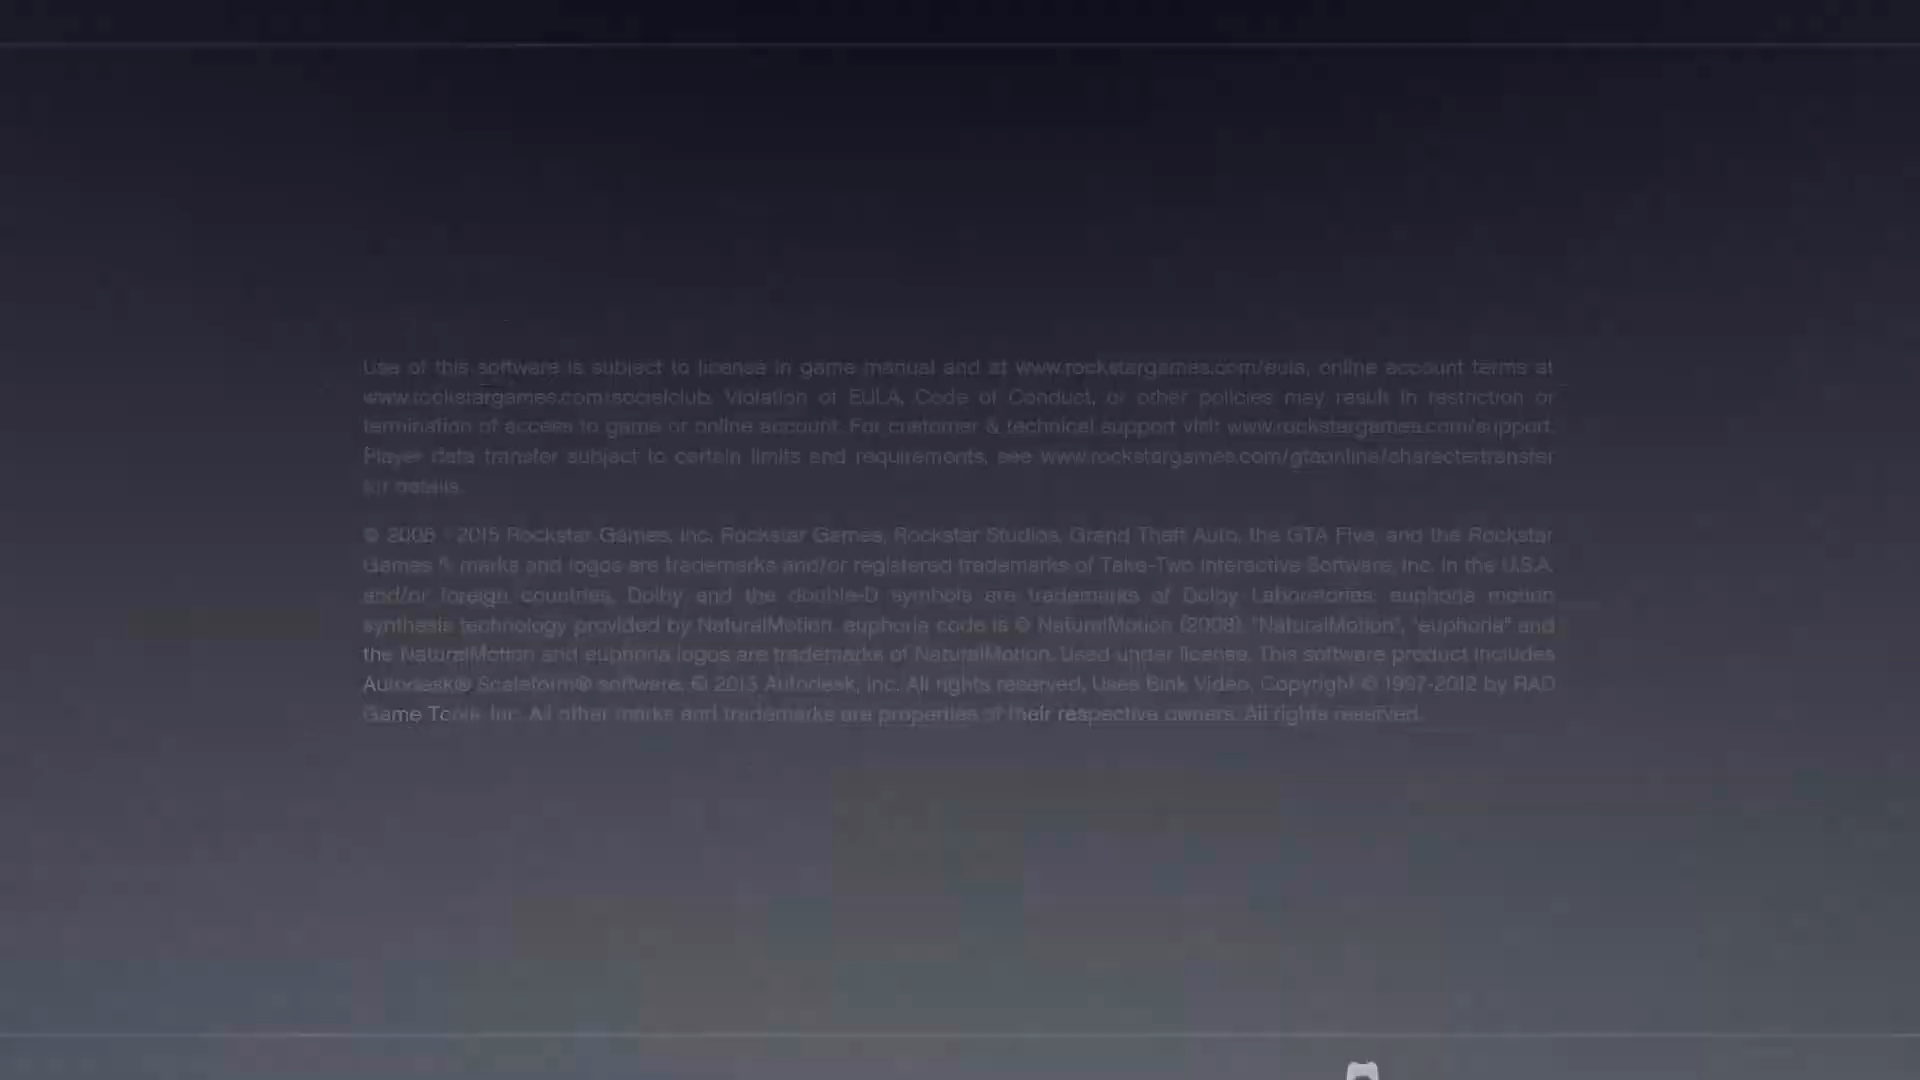 Use of this software is subject to license in game manual and at www.rockstargames.com/eula, online account terms at
www.rockstargames.com/socialclub. Violation of EULA, Code of Conduct, or other policies may result in restriction or
termination of access to game or online account. For customer & technical support visit www.rockstargames.com/support.
Player data transfer subject to certain limits and requirements, see www.rockstargames.com/gtaonline/charactertransfer
for details.
© 2008 - 2015 Rockstar Games, Inc. Rockstar Games, Rockstar Studios, Grand Theft Auto, the GTA Five, and the Rockstar
Games marks and logos are trademarks and/or registered trademarks of Take-Two Interactive Software, Inc. in the U.S.A.
and/or foreign countries. Dolby and the double-D symbols are trademarks of Dolby Laboratories. euphoria motion
synthesis technology provided by NaturalMotion. euphoria code is © NaturalMotion (2008). "NaturalMotion", "euphoria" and
the NaturalMotion and euphoria logos are trademarks of NaturalMotion. Used under license. This software product includes
Autodesk® Scaleform® software, © 2013 Autodesk, Inc. All rights reserved. Uses Bink Video. Copyright © 1997-2012 by RAD
Game Tools, Inc. All other marks and trademarks are properties of their respective owners. All rights reserved.